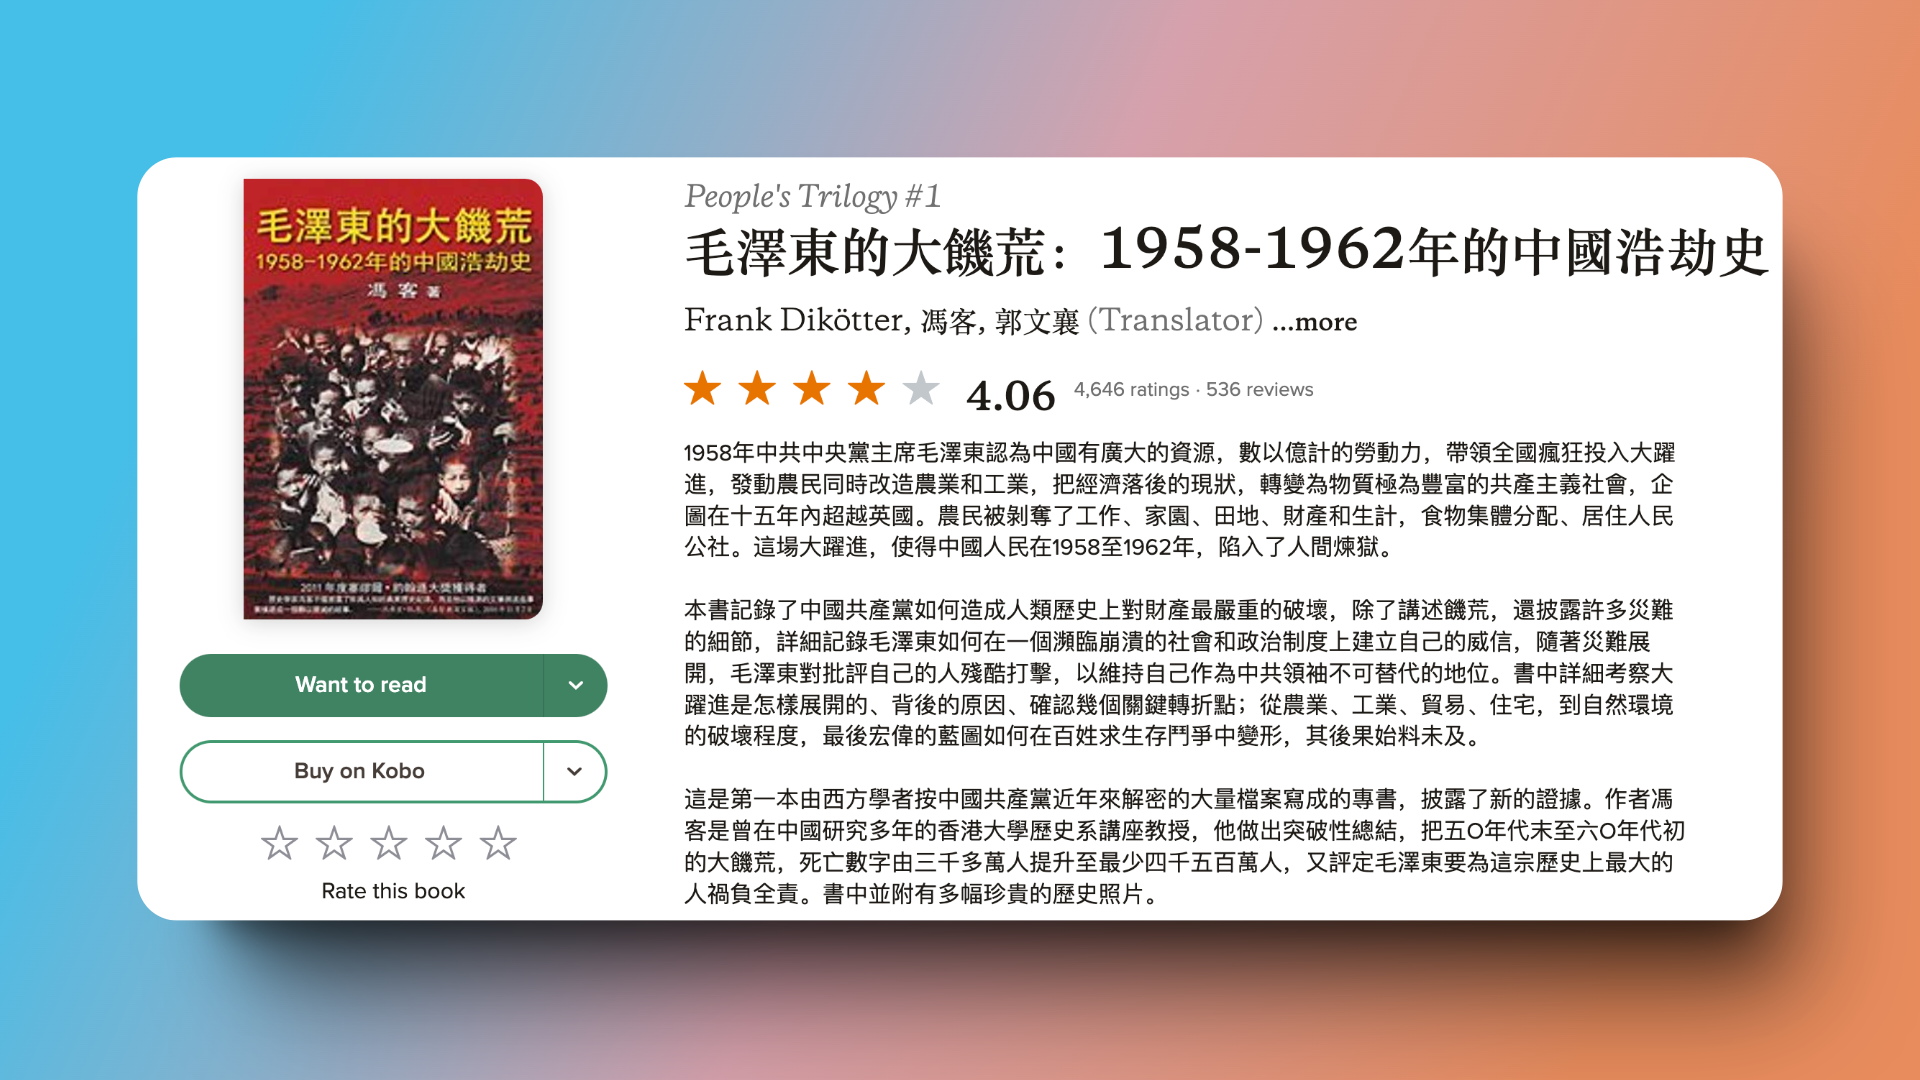 毛澤東的大饑荒
1958-1962年的中國浩劫史
馮客 著
2011年度塞繆爾·約翰遜大獎獲得者
People's Trilogy #1
毛澤東的大饑荒：1958-1962年的中國浩劫史
Frank Dikötter, 馮客, 郭文襄 (Translator) ...more
4.06 4,646 ratings · 536 reviews
1958年中共中央黨主席毛澤東認為中國有廣大的資源，數以億計的勞動力，帶領全國瘋狂投入大躍
進，發動農民同時改造農業和工業，把經濟落後的現狀，轉變為物質極為豐富的共產主義社會，企
圖在十五年內超越英國。農民被剝奪了工作、家園、田地、財產和生計，食物集體分配、居住人民
公社。這場大躍進，使得中國人民在1958至1962年，陷入了人間煉獄。
本書記錄了中國共產黨如何造成人類歷史上對財產最嚴重的破壞，除了講述饑荒，還披露許多災難
的細節，詳細記錄毛澤東如何在一個瀕臨崩潰的社會和政治制度上建立自己的威信，隨著災難展
開，毛澤東對批評自己的人殘酷打擊，以維持自己作為中共領袖不可替代的地位。書中詳細考察大
躍進是怎樣展開的、背後的原因、確認幾個關鍵轉折點；從農業、工業、貿易、住宅，到自然環境
的破壞程度，最後宏偉的藍圖如何在百姓求生存鬥爭中變形，其後果始料未及。
這是第一本由西方學者按中國共產黨近年來解密的大量檔案寫成的專書，披露了新的證據。作者馮
客是曾在中國研究多年的香港大學歷史系講座教授，他做出突破性總結，把五O年代末至六O年代初
的大饑荒，死亡數字由三千多萬人提升至最少四千五百萬人，又評定毛澤東要為這宗歷史上最大的
人禍負全責。書中並附有多幅珍貴的歷史照片。
Want to read
Buy on Kobo
Rate this book